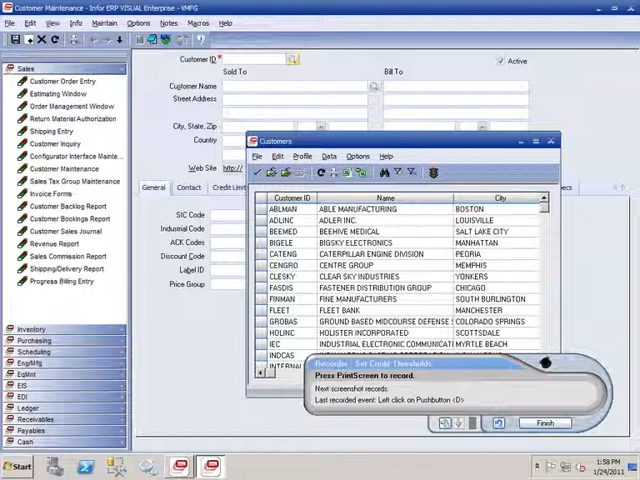 Customer Maintenance - Infor ERP VISUAL Enterprise - VMFG
File Edit View Info Maintain Options Notes Macros Help
Sales
Customer Order Entry
Estimating Window
Order Management Window
Return Material Authorization
Shipping Entry
Customer Inquiry
Configurator Interface Mainte...
Customer Maintenance
Sales Tax Group Maintenance
Invoice Forms
Customer Backlog Report
Customer Bookings Report
Customer Sales Journal
Revenue Report
Sales Commission Report
Shipping/Delivery Report
Progress Billing Entry
Inventory
Purchasing
Scheduling
Eng/Mfg
EqMnt
EIS
EDI
Ledger
Receivables
Payables
Cash
Customer ID
Active
Sold To
Bill To
Customer Name
Street Address
City, State, Zip
Country
Web Site http://
General Contact Credit Limit
ecs
SIC Code
Industrial Code
ACK Codes
Discount Code
Label ID
Price Group
Customers
File Edit Profile Data Options Help
Customer ID Name City
ABLMAN ABLE MANUFACTURING BOSTON
ADLINC ADLER INC. LOUISVILLE
BEEMED BEEHIVE MEDICAL SALT LAKE CITY
BIGELE BIGSKY ELECTRONICS MANHATTAN
CATENG CATERPILLAR ENGINE DIVISION PEORIA
CENGRO CENTRE GROUP MEMPHIS
CLESKY CLEAR SKY INDUSTRIES YONKERS
FASDIS FASTENER DISTRIBUTION GROUP CHICAGO
FINMAN FINE MANUFACTURERS SOUTH BURLINGTON
FLEET FLEET BANK MANCHESTER
GROBAS GROUND BASED MIDCOURSE DEFENSE S COLORADO SPRINGS
HOLINC HOLISTER INCORPORATED SCOTTSDALE
IEC INDUSTRIAL ELECTRONIC COMMUNICATI MYRTLE BEACH
INDCAS
INTERNAL
Recorder - Set Credit Thresholds
Press PrintScreen to record.
Next screenshot records:
Last recorded event: Left click on Pushbutton <D>
Finish
Start
1:58 PM
1/24/2011